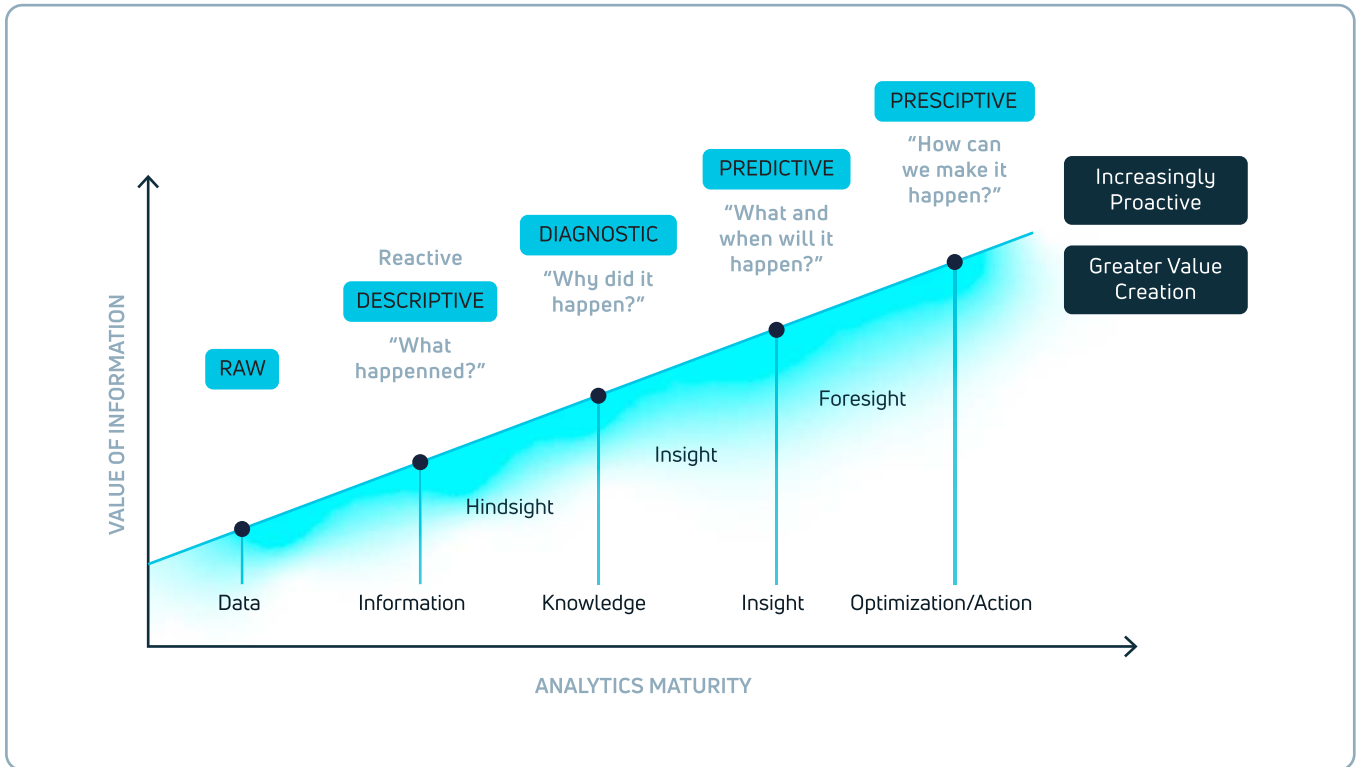 PRESCIPTIVE
“How can
we make it
happen?”
PREDICTIVE
“What and
when will it
happen?”
Increasingly
Proactive
DIAGNOSTIC
“Why did it
happen?”
Reactive
DESCRIPTIVE
“What
happenned?”
Greater Value
Creation
RAW
VALUE OF INFORMATION
Foresight
Insight
Hindsight
Data
Information
Knowledge
Insight
Optimization/Action
ANALYTICS MATURITY